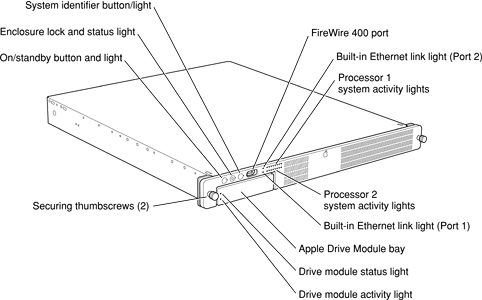 System identifier button/light
Enclosure lock and status light
On/standby button and light
FireWire 400 port
Built-in Ethernet link light (Port 2)
Processor 1
system activity lights
Securing thumbscrews (2)
Processor 2
system activity lights
Built-in Ethernet link light (Port 1)
Apple Drive Module bay
Drive module status light
Drive module activity light